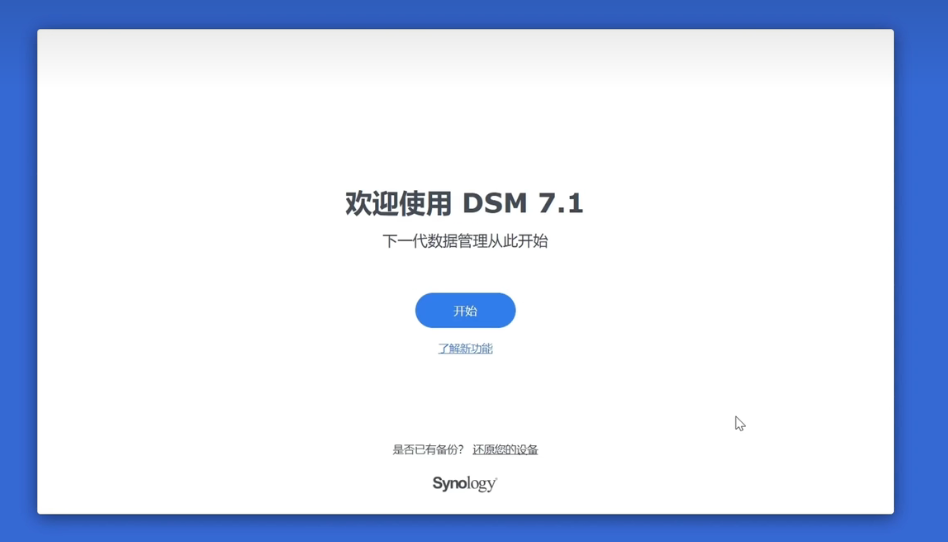 欢迎使用 DSM 7.1
下一代数据管理从此开始
开始
了解新功能
是否已有备份? 还原您的设备
Synology